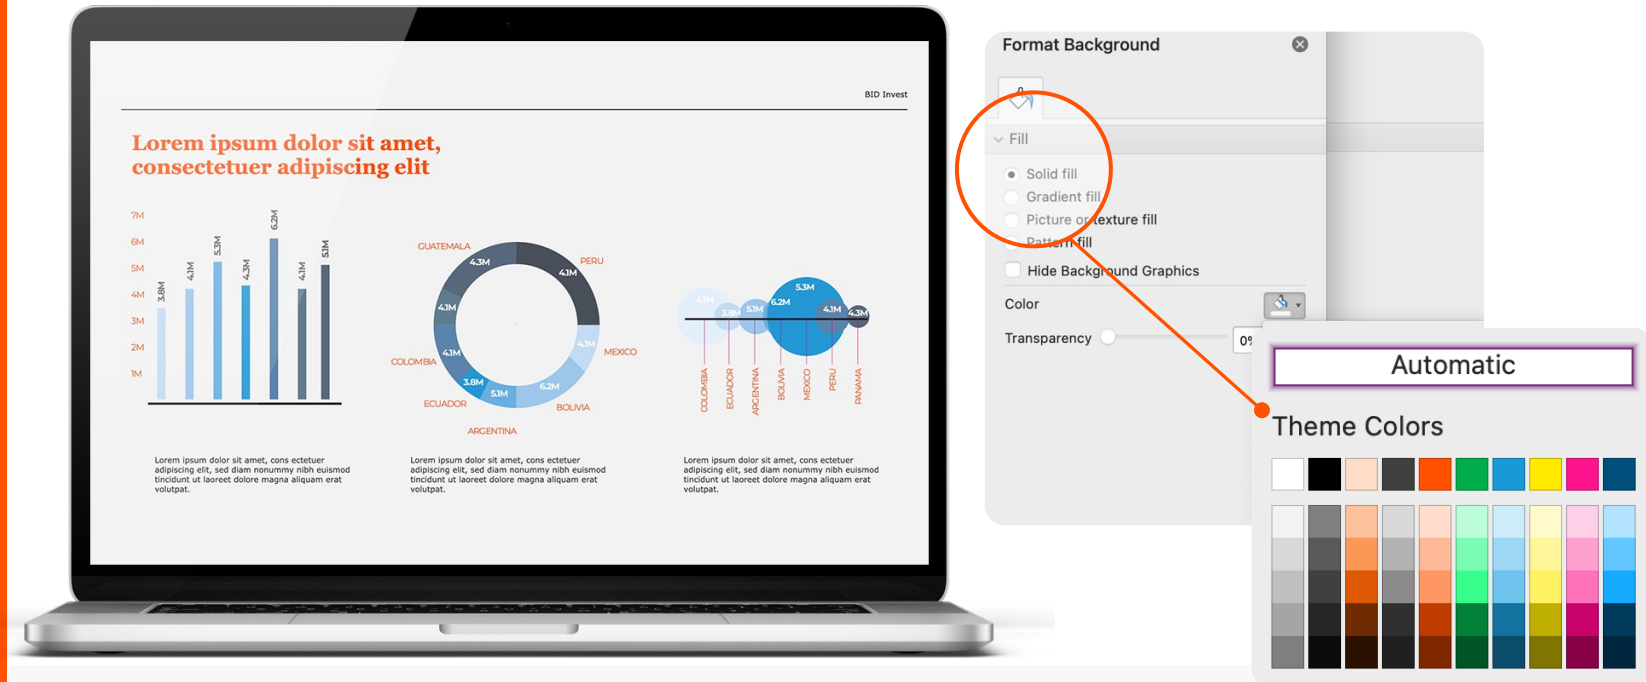 BID Invest
Lorem ipsum dolor sit amet,
consectetuer adipiscing elit
7M
6M
5M
4M
3M
2M
1M
3.8M
4.1M
5.3M
4.3M
6.2M
4.1M
5.1M
GUATEMALA
PERU
MEXICO
BOLIVIA
ARGENTINA
ECUADOR
COLOMBIA
4.3M
4.1M
4.1M
6.2M
5.1M
3.8M
4.1M
4.1M
4.1M
3.8M
5.1M
6.2M
5.3M
4.1M
4.3M
COLOMBIA
ECUADOR
ARGENTINA
BOLIVIA
MEXICO
PERU
PANAMA
Lorem ipsum dolor sit amet, cons ectetuer
adipiscing elit, sed diam nonummy nibh euismod
tincidunt ut laoreet dolore magna aliquam erat
volutpat.
Lorem ipsum dolor sit amet, cons ectetuer
adipiscing elit, sed diam nonummy nibh euismod
tincidunt ut laoreet dolore magna aliquam erat
volutpat.
Lorem ipsum dolor sit amet, cons ectetuer
adipiscing elit, sed diam nonummy nibh euismod
tincidunt ut laoreet dolore magna aliquam erat
volutpat.
Format Background
Fill
Solid fill
Gradient fill
Picture or texture fill
Pattern fill
Hide Background Graphics
Color
Transparency
0%
Automatic
Theme Colors